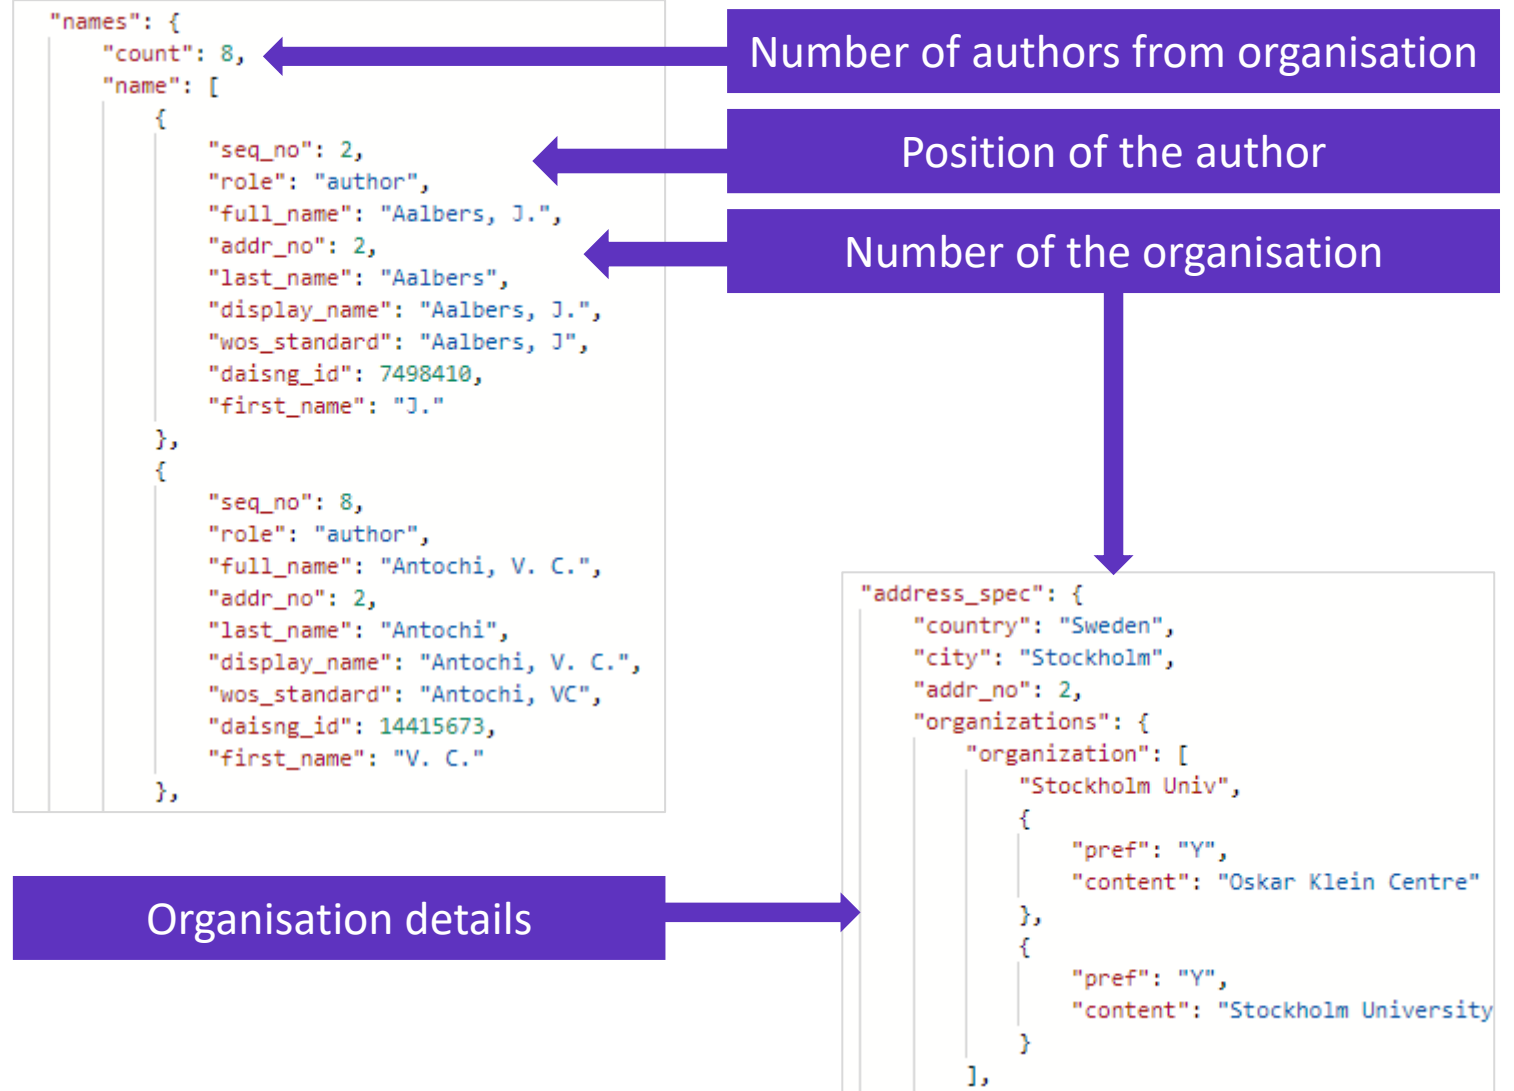 "names": {
"count": 8,
"name": [
{
"seq_no": 2,
"role": "author",
"full_name": "Aalbers, J.",
"addr_no": 2,
"last_name": "Aalbers",
"display_name": "Aalbers, J.",
"wos_standard": "Aalbers, J",
"daisng_id": 7498410,
"first_name": "J."
},
{
"seq_no": 8,
"role": "author",
"full_name": "Antochi, V. C.",
"addr_no": 2,
"last_name": "Antochi",
"display_name": "Antochi, V. C.",
"wos_standard": "Antochi, VC",
"daisng_id": 14415673,
"first_name": "V. C."
},
Number of authors from organisation
Position of the author
Number of the organisation
Organisation details
"address_spec": {
"country": "Sweden",
"city": "Stockholm",
"addr_no": 2,
"organizations": {
"organization": [
"Stockholm Univ",
{
"pref": "Y",
"content": "Oskar Klein Centre"
},
{
"pref": "Y",
"content": "Stockholm University
}
],